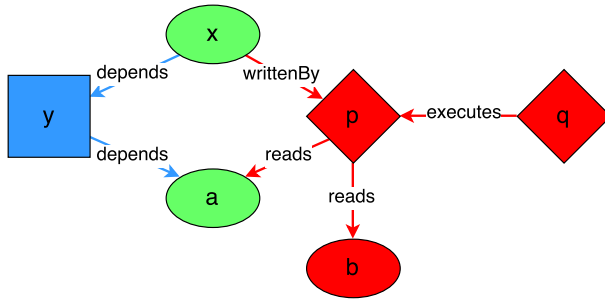 x
depends
writtenBy
y
p
executes
q
depends
reads
a
reads
b